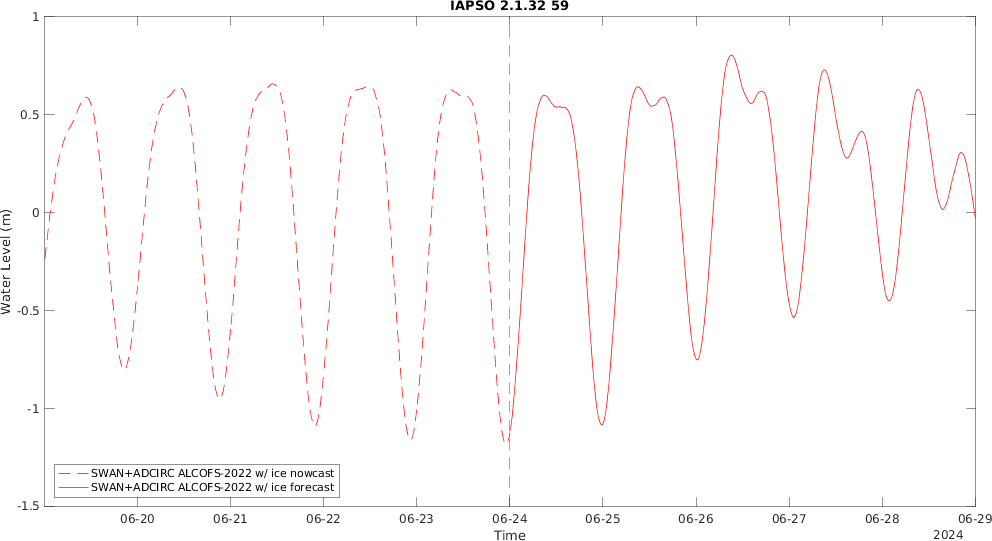 IAPSO 2.1.32 59
1
0.5
0
-0.5
-1
-1.5
Water Level (m)
SWAN+ADCIRC ALCOFS-2022 w/ ice nowcast
SWAN+ADCIRC ALCOFS-2022 w/ ice forecast
06-20 06-21 06-22 06-23 06-24 06-25 06-26 06-27 06-28 06-29
Time
2024